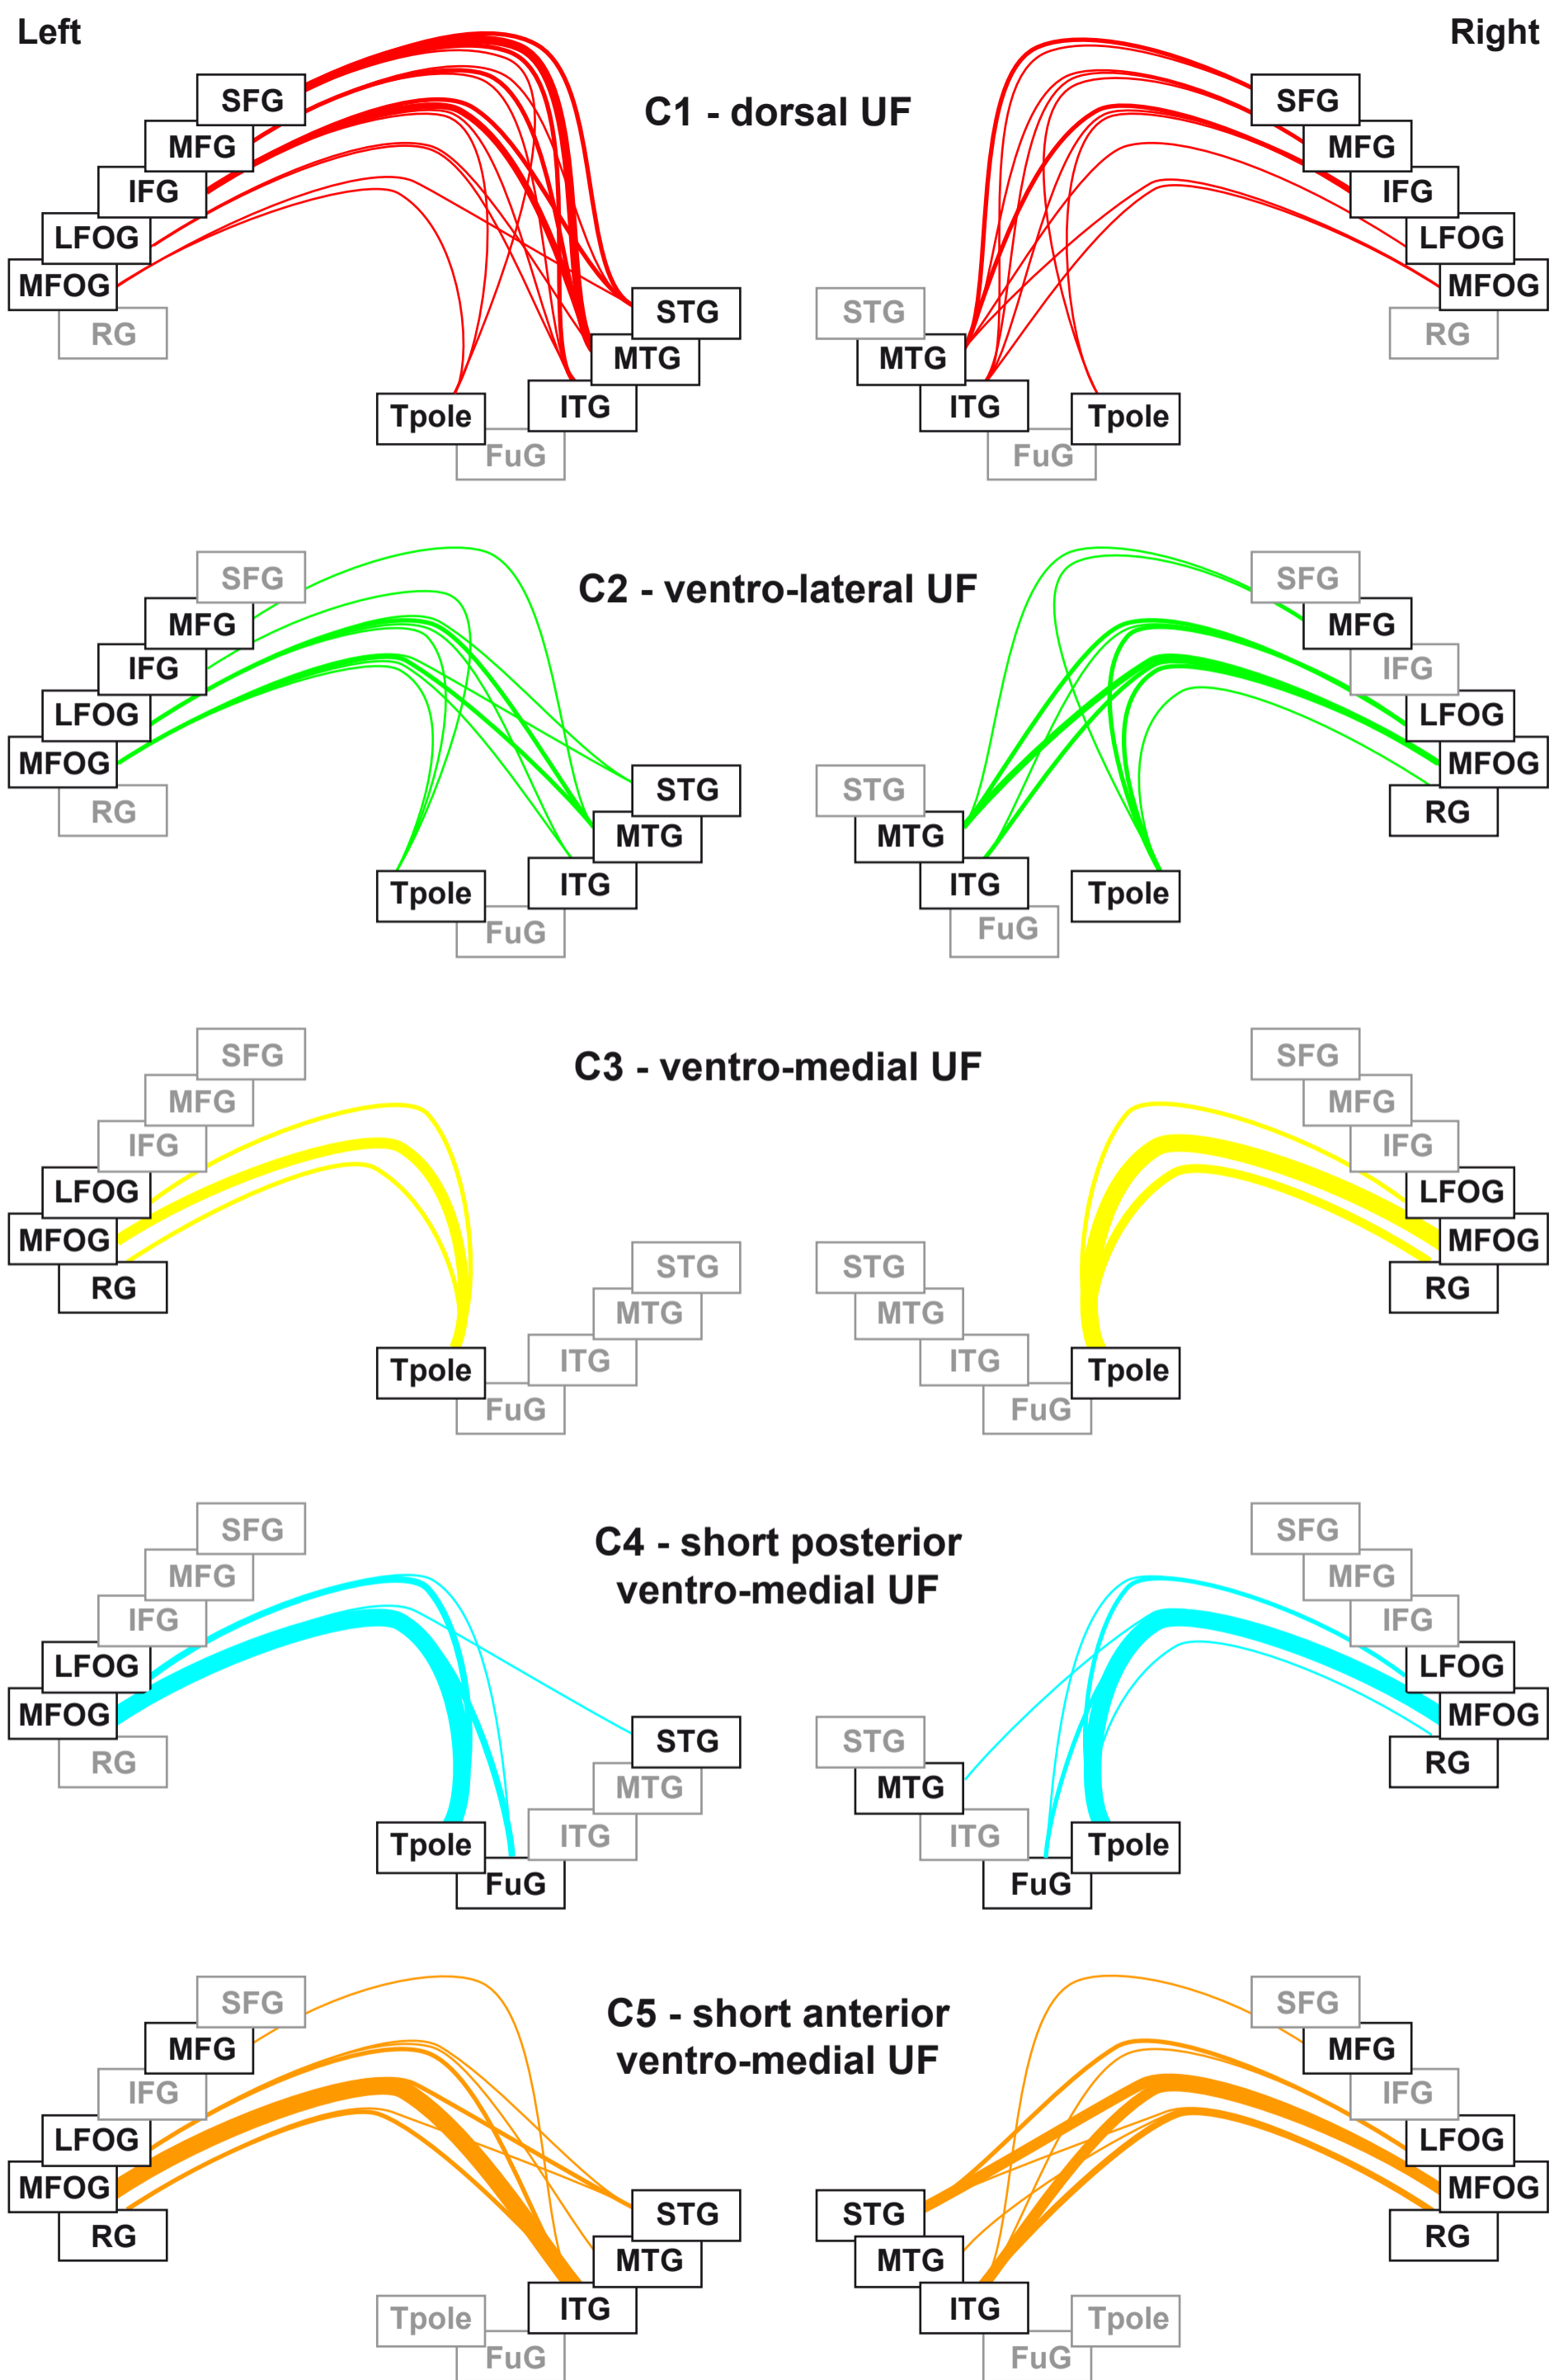 Left
Right
SFG
SFG
C1 - dorsal UF
MFG
MFG
IFG
IFG
LFOG
LFOG
MFOG
MFOG
RG
STG
STG
RG
MTG
MTG
Tpole
ITG
ITG
Tpole
FuG
FuG
SFG
C2 - ventro-lateral UF
SFG
MFG
MFG
IFG
IFG
LFOG
LFOG
MFOG
MFOG
RG
STG
STG
RG
MTG
MTG
Tpole
ITG
ITG
Tpole
FuG
FuG
SFG
C3 - ventro-medial UF
SFG
MFG
MFG
IFG
IFG
LFOG
LFOG
MFOG
MFOG
RG
STG
STG
RG
MTG
MTG
Tpole
ITG
ITG
Tpole
FuG
FuG
SFG
C4 - short posterior
ventro-medial UF
SFG
MFG
MFG
IFG
IFG
LFOG
LFOG
MFOG
MFOG
RG
STG
STG
RG
MTG
MTG
Tpole
ITG
ITG
Tpole
FuG
FuG
SFG
C5 - short anterior
ventro-medial UF
SFG
MFG
MFG
IFG
IFG
LFOG
LFOG
MFOG
MFOG
RG
STG
STG
RG
MTG
MTG
Tpole
ITG
ITG
Tpole
FuG
FuG